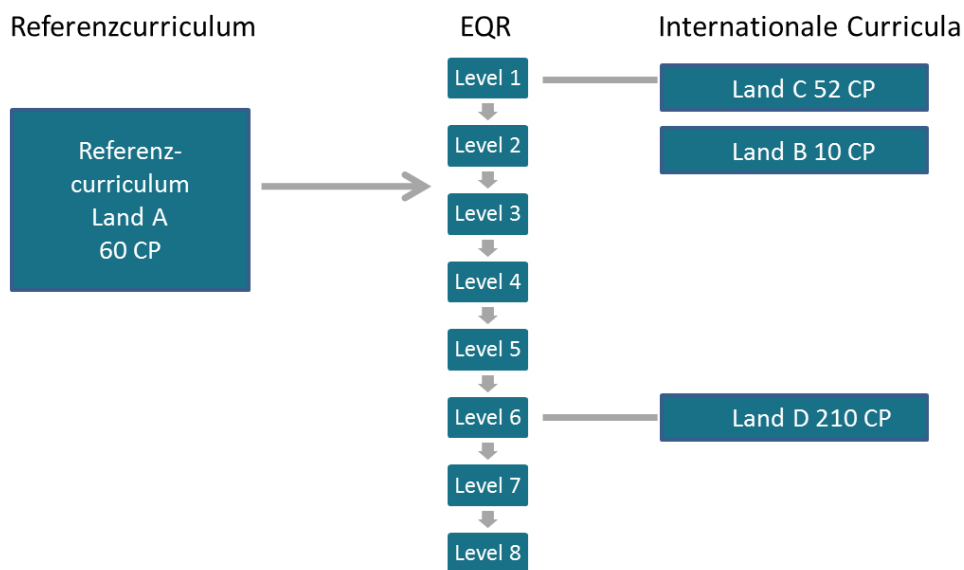 Referenzcurriculum
EQR
Internationale Curricula
Referenz-
curriculum
Land A
60 CP
Level 1
Level 2
Level 3
Level 4
Level 5
Level 6
Level 7
Level 8
Land C 52 CP
Land B 10 CP
Land D 210 CP